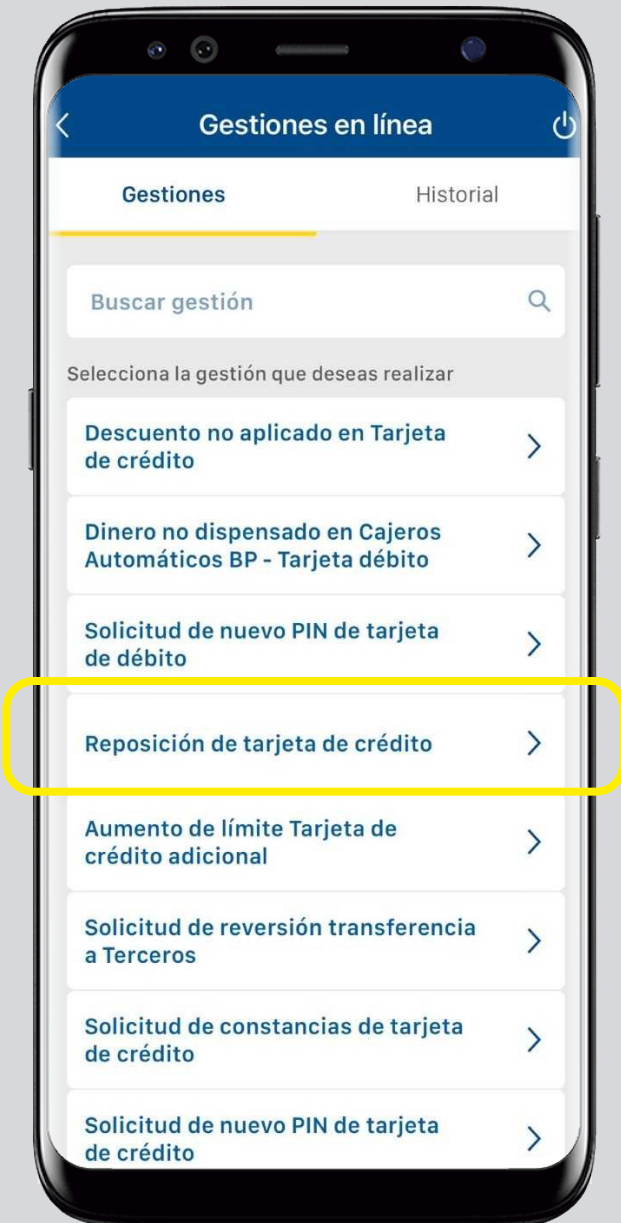 Gestiones en línea
Gestiones
Historial
Buscar gestión
Selecciona la gestión que deseas realizar
Descuento no aplicado en Tarjeta
de crédito
Dinero no dispensado en Cajeros
Automáticos BP - Tarjeta débito
Solicitud de nuevo PIN de tarjeta
de débito
Reposición de tarjeta de crédito
Aumento de límite Tarjeta de
crédito adicional
Solicitud de reversión transferencia
a Terceros
Solicitud de constancias de tarjeta
de crédito
Solicitud de nuevo PIN de tarjeta
de crédito